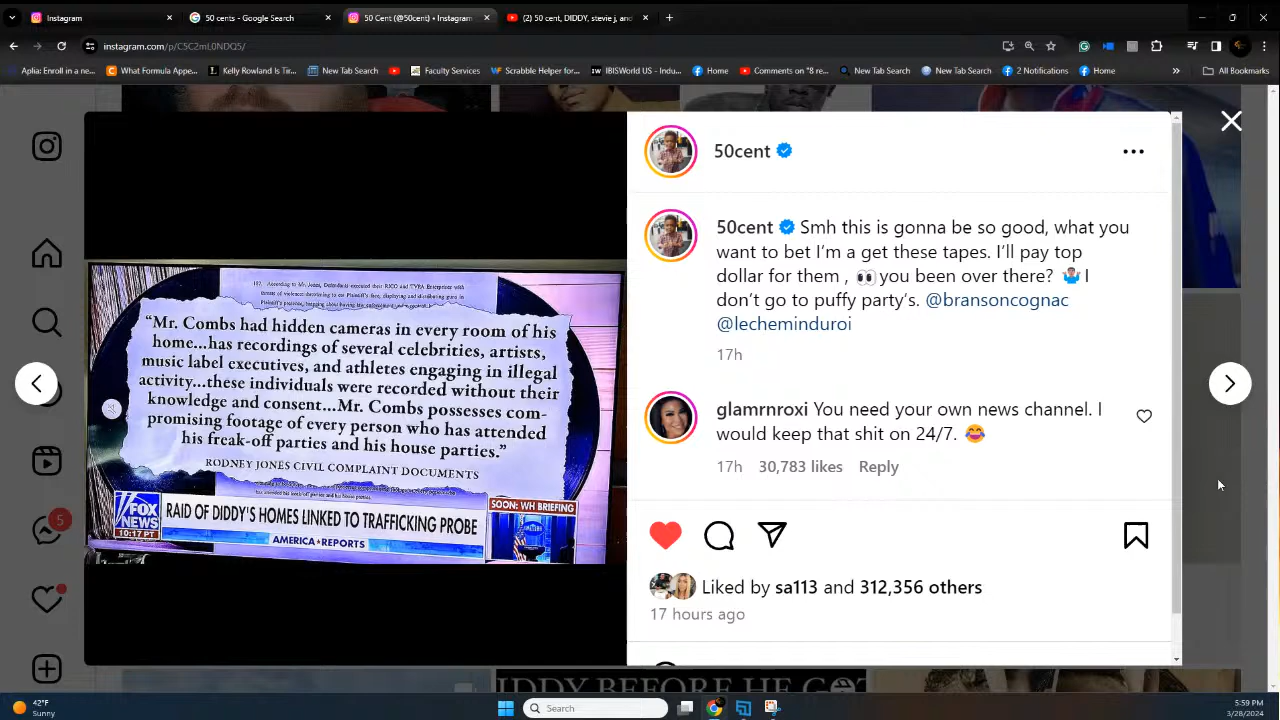 Instagram
50 cents - Google Search
50 Cent (@50cent) • Instagram
(2) 50 cent, DIDDY, stevie j, and
instagram.com/p/C5C2mL0NDQ5/
Aplia: Enroll in a ne...
What Formula Appe...
Kelly Rowland Is Tir...
New Tab Search
Faculty Services
Scrabble Helper for...
IBISWorld - US - Indu...
Home
Comments on "8 re...
New Tab Search
New Tab Search
2 Notifications
Home
All Bookmarks
50cent
50cent Smh this is gonna be so good, what you
want to bet I'm a get these tapes. I'll pay top
dollar for them , 👀you been over there? 🤷🏽‍♂️I
don't go to puffy party's. @bransoncognac
@lecheminduroi
17h
glamrnroxi You need your own news channel. I
would keep that shit on 24/7. 😂
17h 30,783 likes Reply
Liked by sa113 and 312,356 others
17 hours ago
"Mr. Combs had hidden cameras in every room of his
home...has recordings of several celebrities, artists,
music label executives, and athletes engaging in illegal
activity...these individuals were recorded without their
knowledge and consent...Mr. Combs possesses com-
promising footage of every person who has attended
his freak-off parties and his house parties."
RODNEY JONES CIVIL COMPLAINT DOCUMENTS
FOX
NEWS
10:17 PT
RAID OF DIDDY'S HOMES LINKED TO TRAFFICKING PROBE
AMERICA★REPORTS
SOON: WH BRIEFING
5
IDDY BEFORE HE GOT
42°F
Sunny
Search
5:59 PM
3/28/2024